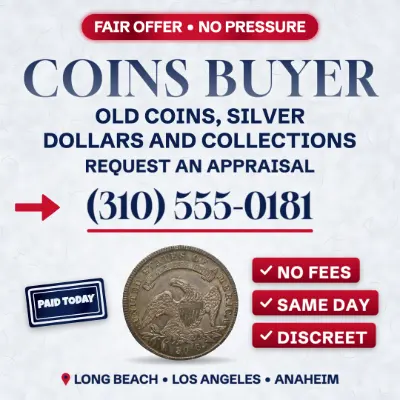 FAIR OFFER • NO PRESSURE
COINS BUYER
OLD COINS, SILVER
DOLLARS AND COLLECTIONS
REQUEST AN APPRAISAL
(310) 555-0181
PAID TODAY
NO FEES
SAME DAY
DISCREET
LONG BEACH • LOS ANGELES • ANAHEIM